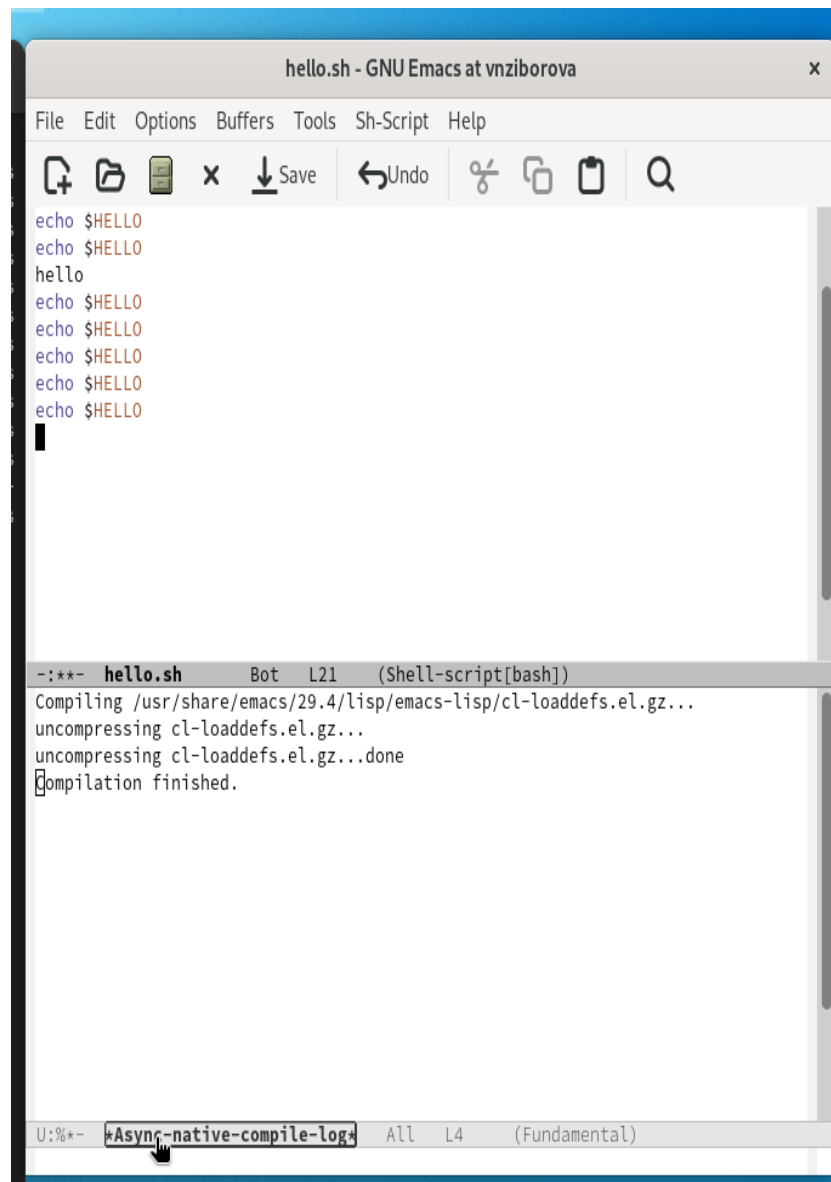 hello.sh - GNU Emacs at vnziborova x
File Edit Options Buffers Tools Sh-Script Help
Save Undo
echo $HELLO
echo $HELLO
hello
echo $HELLO
echo $HELLO
echo $HELLO
echo $HELLO
echo $HELLO
-:**- hello.sh Bot L21 (Shell-script[bash])
Compiling /usr/share/emacs/29.4/lisp/emacs-lisp/cl-loaddefs.el.gz...
uncompressing cl-loaddefs.el.gz...
uncompressing cl-loaddefs.el.gz...done
Compilation finished.
U:%*- *Async-native-compile-log* All L4 (Fundamental)